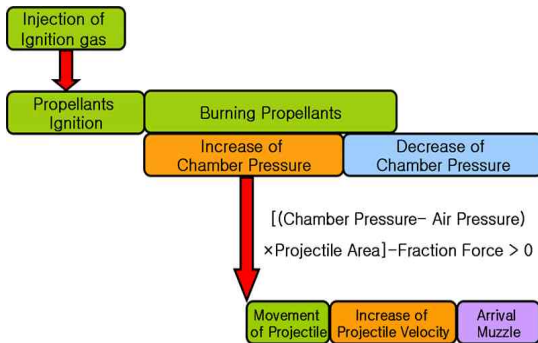 Injection of
Ignition gas
Propellants
Ignition
Burning Propellants
Increase of
Chamber Pressure
Decrease of
Chamber Pressure
[(Chamber Pressure- Air Pressure)
×Projectile Area]-Fraction Force > 0
Movement
of Projectile
Increase of
Projectile Velocity
Arrival
Muzzle